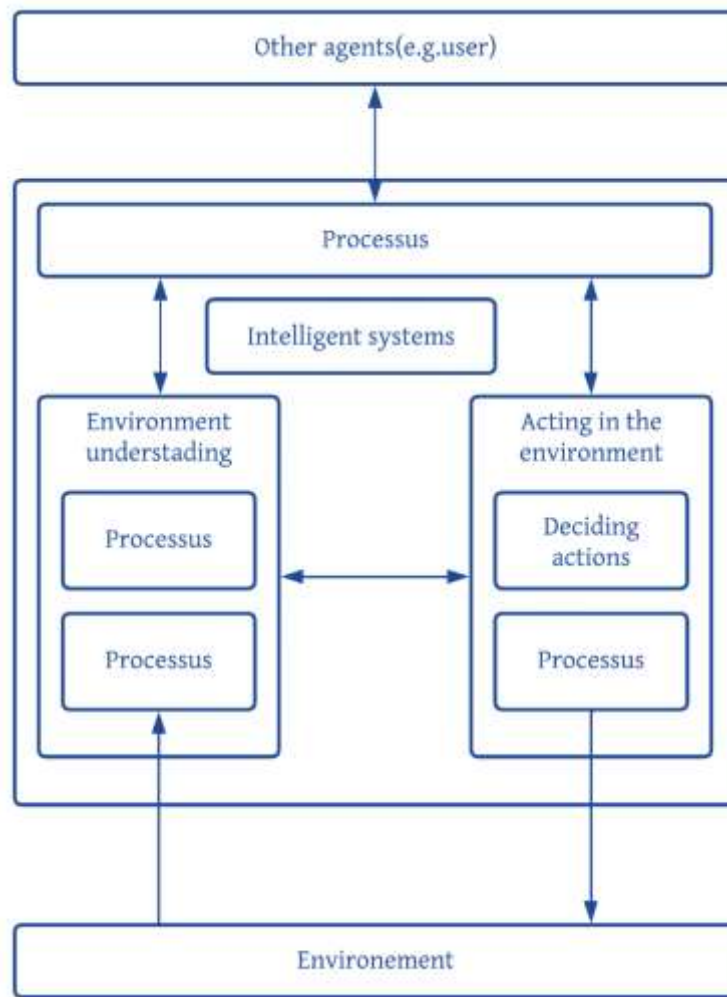 Other agents(e.g.user)
Processus
Intelligent systems
Environment
understading
Processus
Processus
Acting in the
environment
Deciding
actions
Processus
Environement